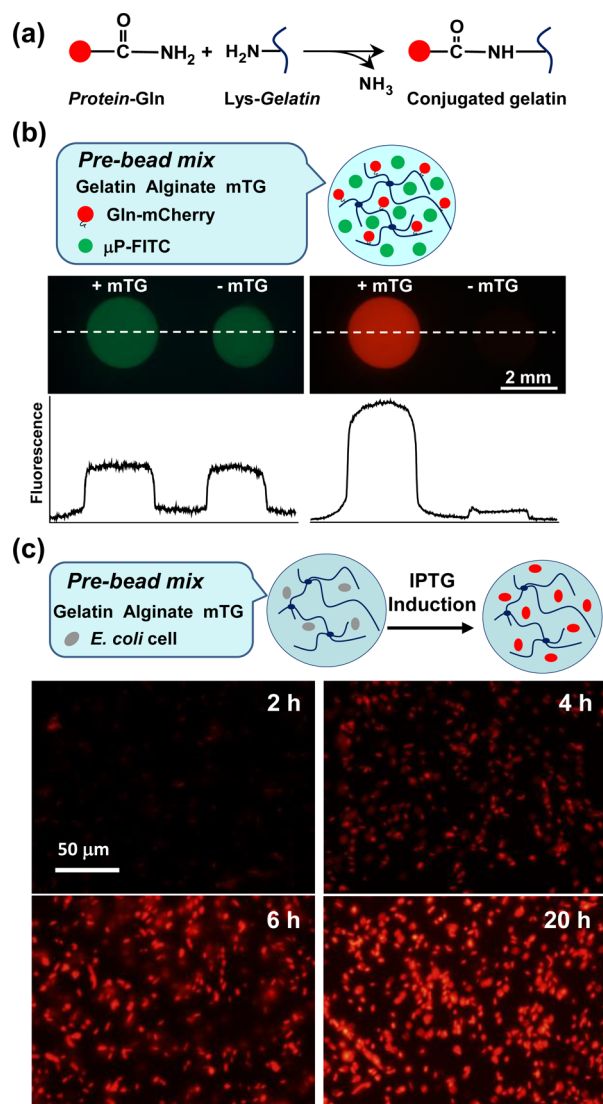 (a)
O
C
NH2
+
H2N
NH3
O
C
NH
Protein-Gln
Lys-Gelatin
Conjugated gelatin
(b)
Pre-bead mix
Gelatin Alginate mTG
Gln-mCherry
μP-FITC
+ mTG
- mTG
+ mTG
- mTG
2 mm
Fluorescence
(c)
Pre-bead mix
Gelatin Alginate mTG
E. coli cell
IPTG
Induction
2 h
50 μm
4 h
6 h
20 h